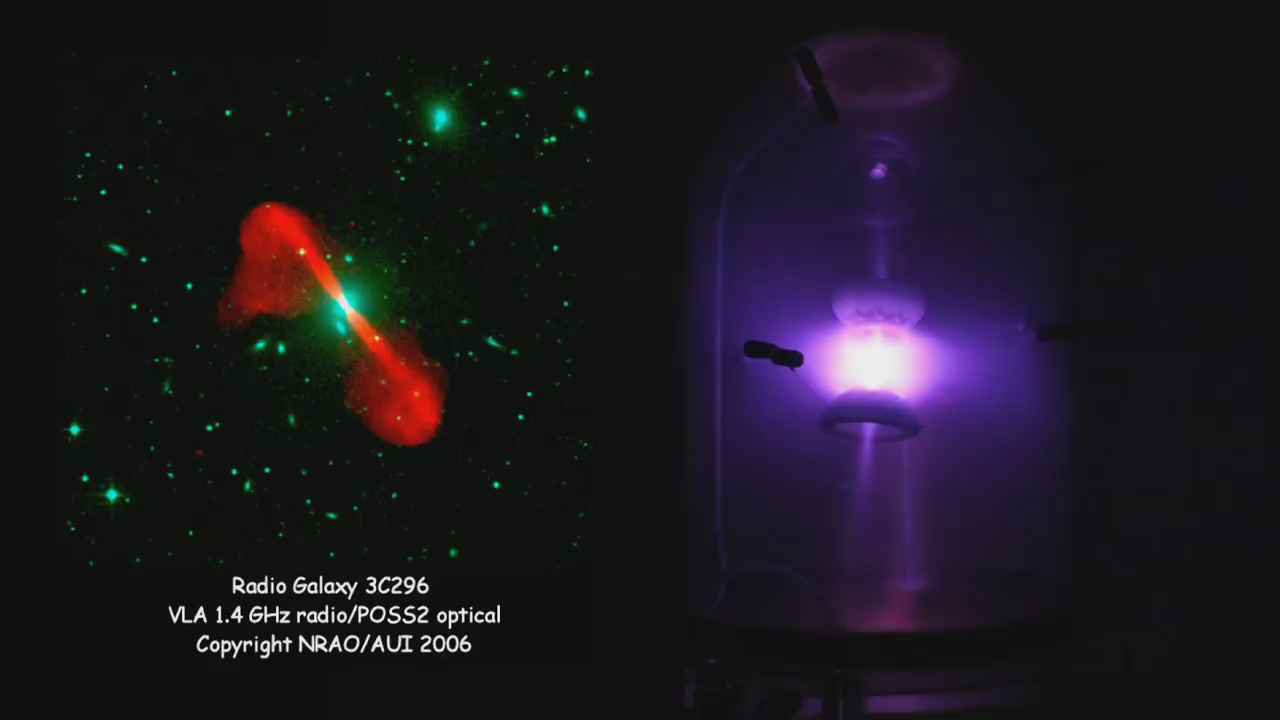 Radio Galaxy 3C296
VLA 1.4 GHz radio/POSS2 optical
Copyright NRAO/AUI 2006